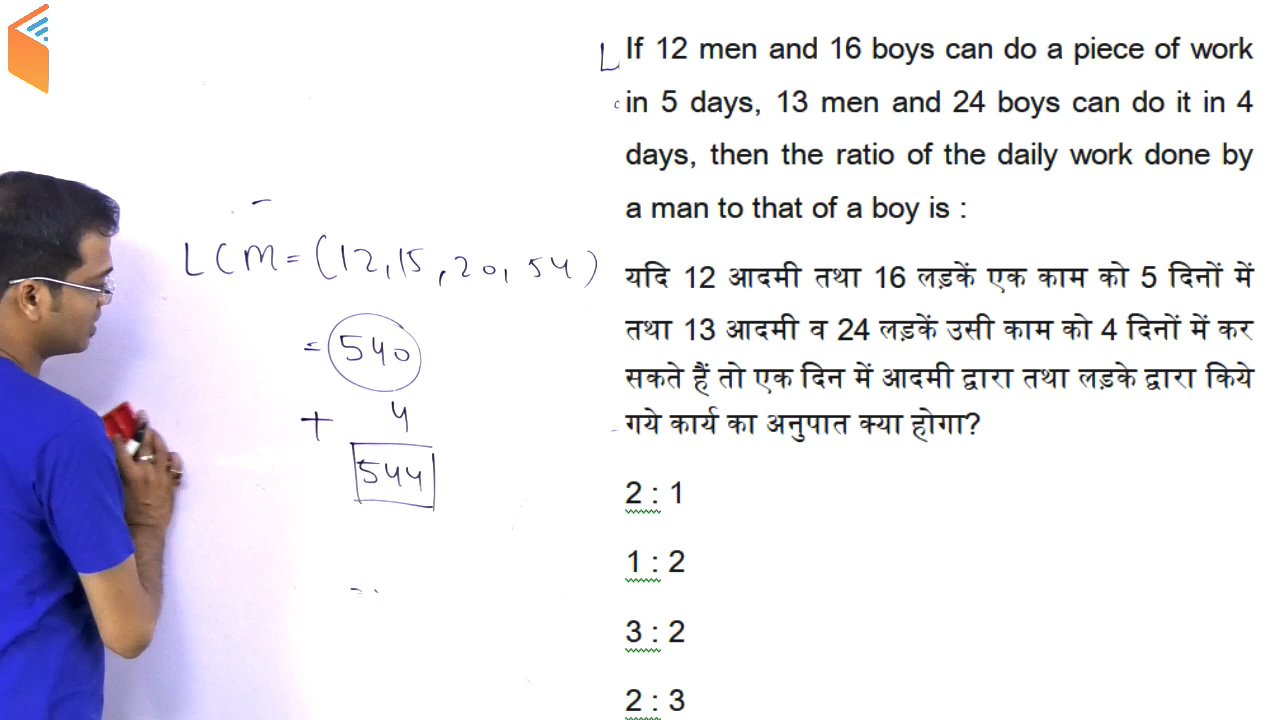 LCM = (12, 15, 20, 54)
= 540
+ 4
544
If 12 men and 16 boys can do a piece of work
in 5 days, 13 men and 24 boys can do it in 4
days, then the ratio of the daily work done by
a man to that of a boy is :
यदि 12 आदमी तथा 16 लड़कें एक काम को 5 दिनों में
तथा 13 आदमी व 24 लड़कें उसी काम को 4 दिनों में कर
सकते हैं तो एक दिन में आदमी द्वारा तथा लड़के द्वारा किये
गये कार्य का अनुपात क्या होगा?
2 : 1
1 : 2
3 : 2
2 : 3